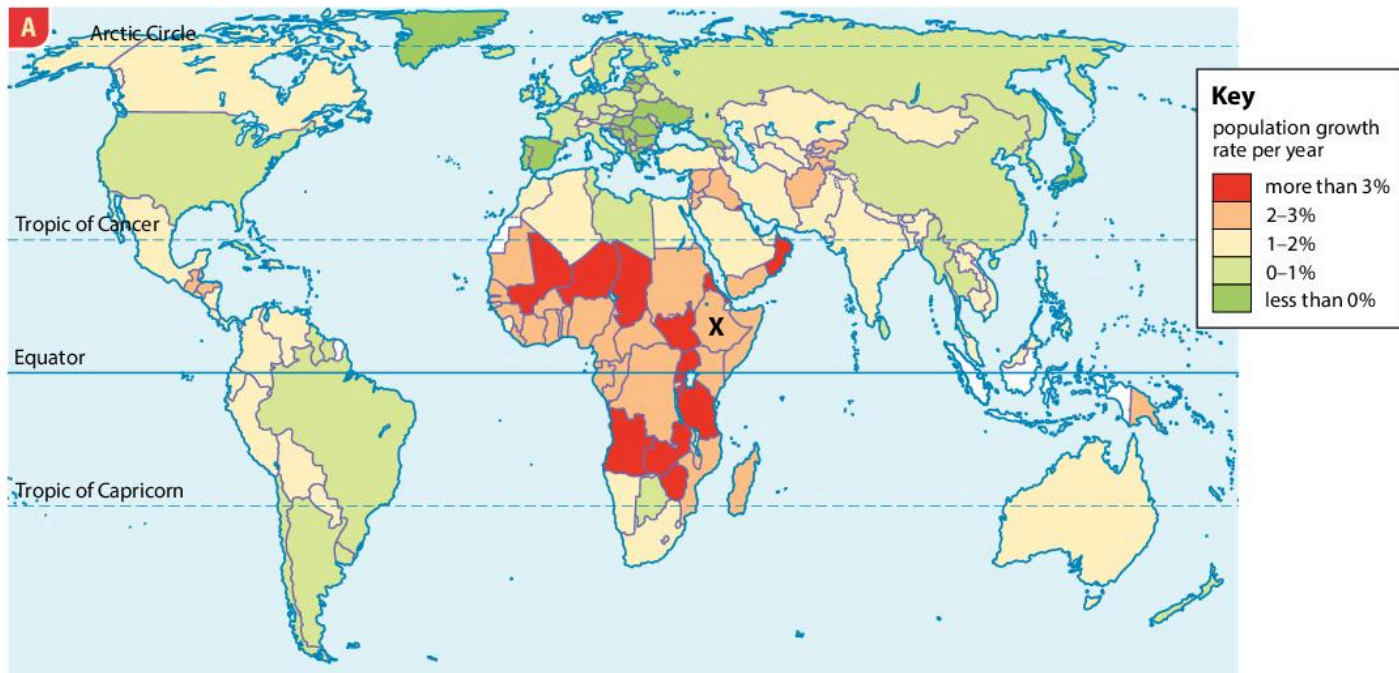 A
Arctic Circle
Tropic of Cancer
Equator
Tropic of Capricorn
X
Key
population growth
rate per year
more than 3%
2–3%
1–2%
0–1%
less than 0%